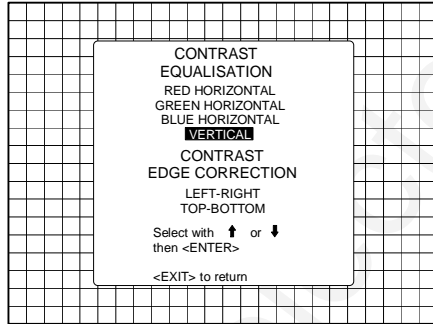 CONTRAST
EQUALISATION
RED HORIZONTAL
GREEN HORIZONTAL
BLUE HORIZONTAL
VERTICAL
CONTRAST
EDGE CORRECTION
LEFT-RIGHT
TOP-BOTTOM
Select with ⬆ or ⬇
then <ENTER>
<EXIT> to return